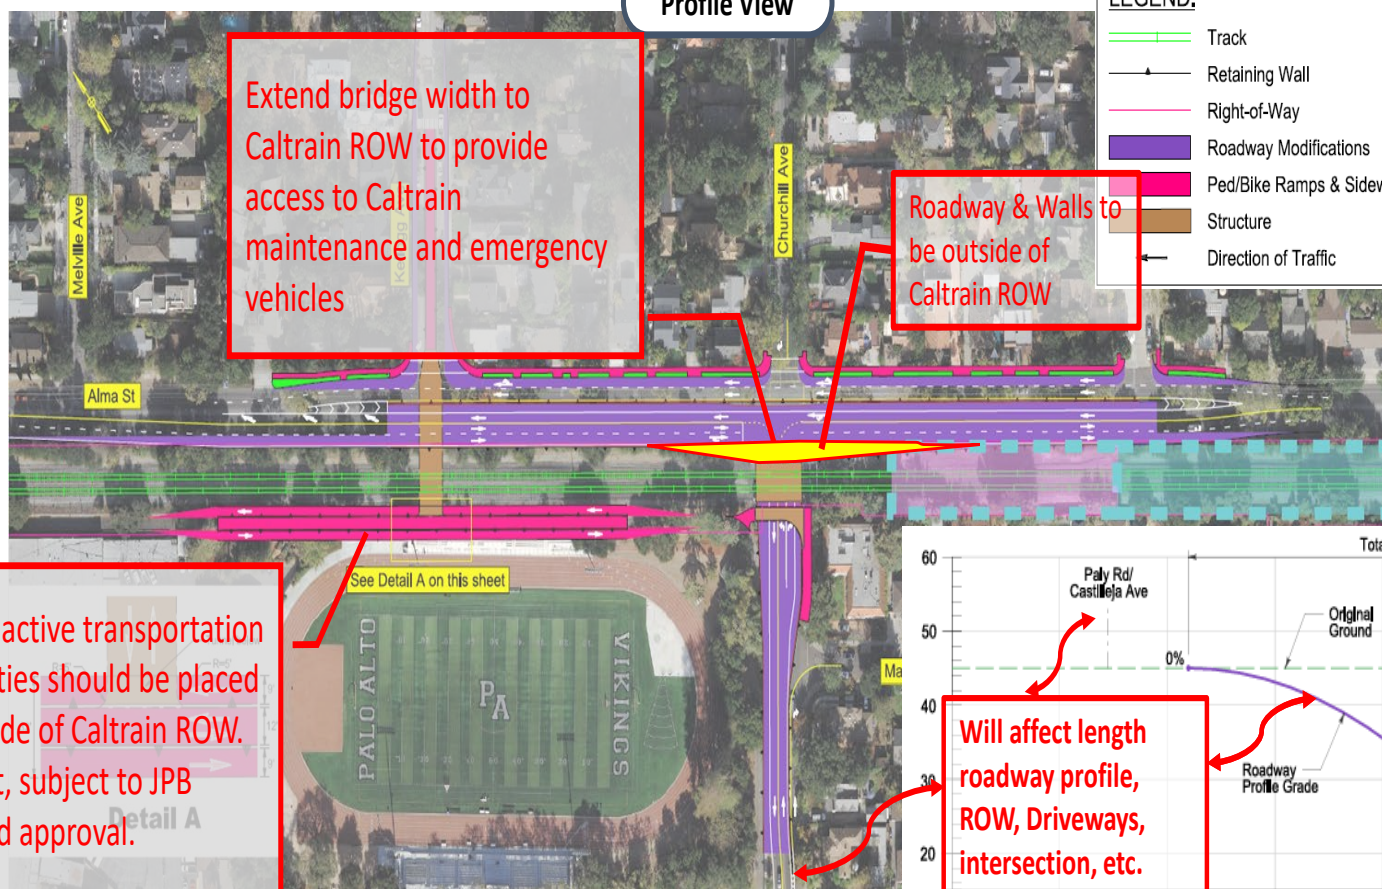 Profile View
LEGEND:
Track
Retaining Wall
Right-of-Way
Roadway Modifications
Ped/Bike Ramps & Sidew
Structure
Direction of Traffic
Extend bridge width to
Caltrain ROW to provide
access to Caltrain
maintenance and emergency
vehicles
Roadway & Walls to
be outside of
Caltrain ROW
Melville Ave
Churchill Ave
Alma St
See Detail A on this sheet
PALO ALTO
PA
VIKINGS
Ma
active transportation
ties should be placed
de of Caltrain ROW.
t, subject to JPB
d approval.
Detail A
Tota
60
50
40
30
20
Paly Rd/
Castilleja Ave
0%
Original
Ground
Roadway
Profile Grade
Will affect length
roadway profile,
ROW, Driveways,
intersection, etc.